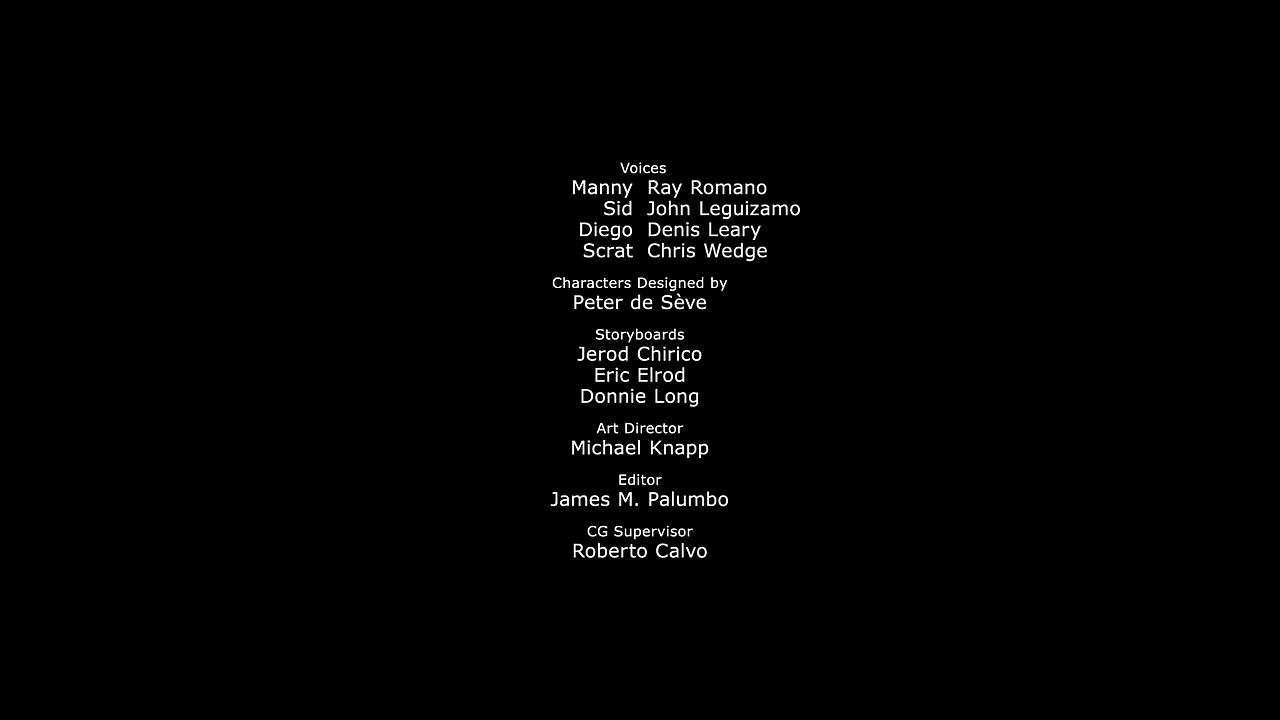 Voices
Manny Ray Romano
Sid John Leguizamo
Diego Denis Leary
Scrat Chris Wedge
Characters Designed by
Peter de Sève
Storyboards
Jerod Chirico
Eric Elrod
Donnie Long
Art Director
Michael Knapp
Editor
James M. Palumbo
CG Supervisor
Roberto Calvo